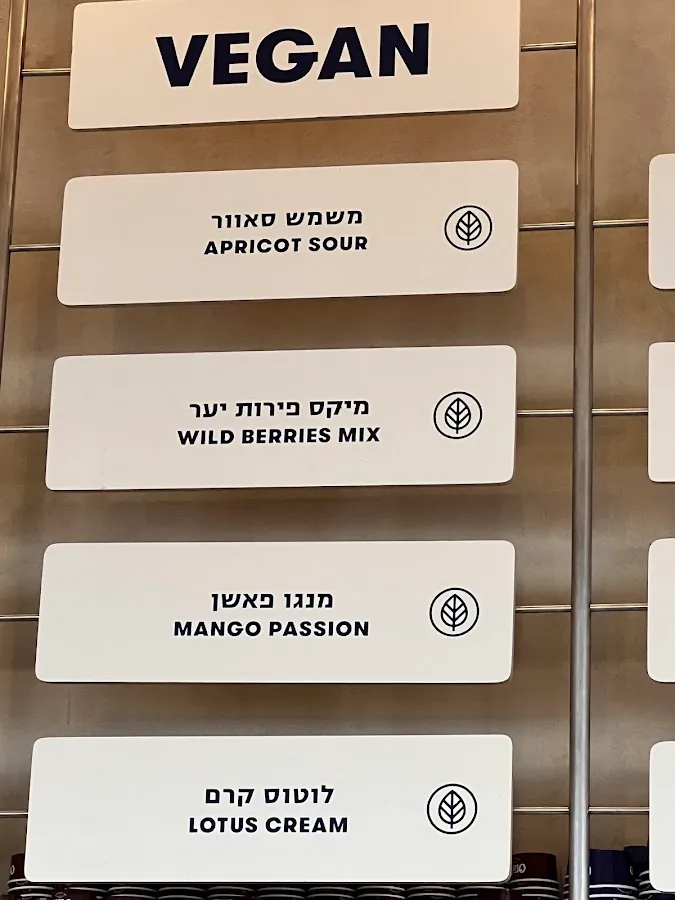 VEGAN
משמש סאוור
APRICOT SOUR
מיקס פירות יער
WILD BERRIES MIX
מנגו פאשן
MANGO PASSION
לוטוס קרם
LOTUS CREAM